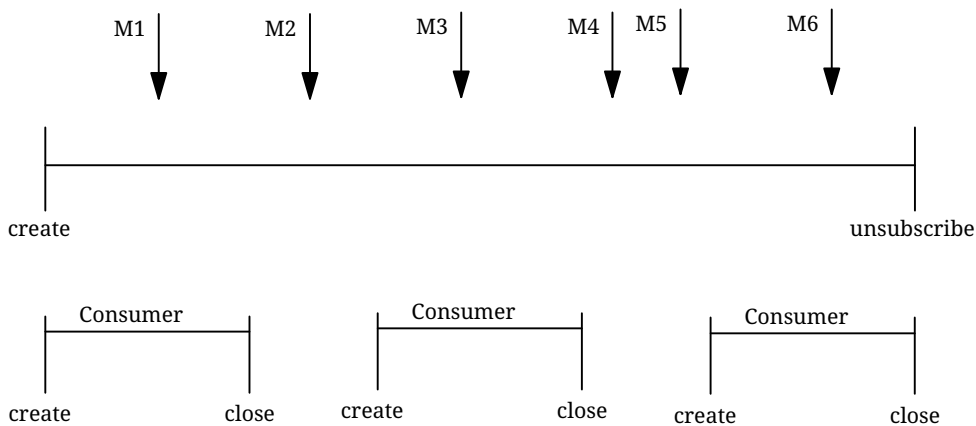 M1
M2
M3
M4
M5
M6
create
unsubscribe
Consumer
Consumer
Consumer
create
close
create
close
create
close